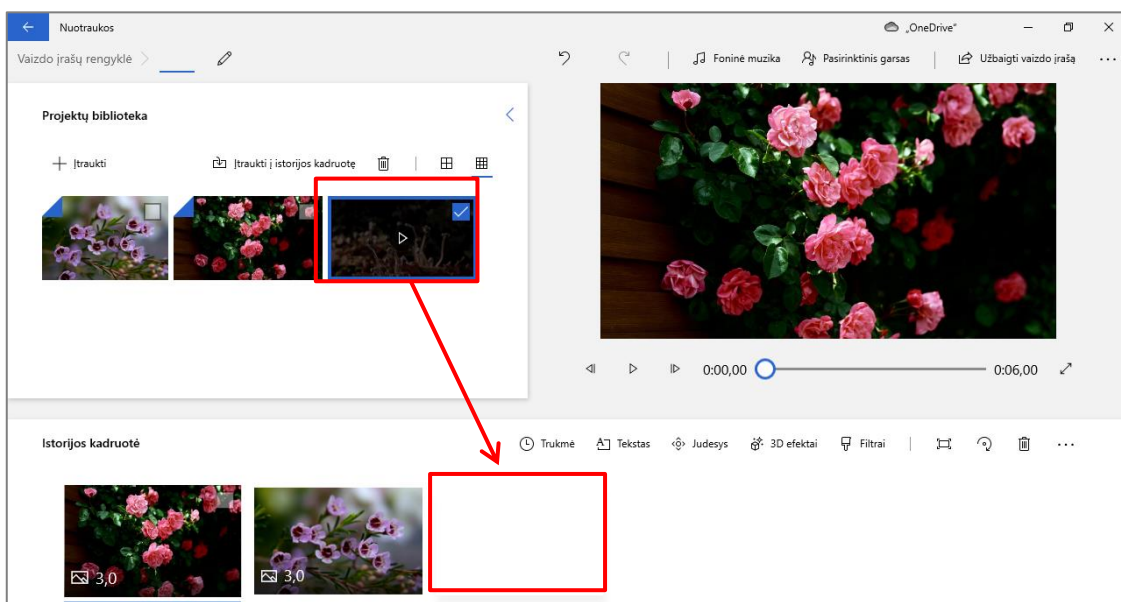 Nuotraukos
„OneDrive“
Vaizdo įrašų rengyklė
Foninė muzika
Pasirinktinis garsas
Užbaigti vaizdo įrašą
Projektų biblioteka
Įtraukti
Įtraukti į istorijos kadruotę
0:00,00
0:06,00
Istorijos kadruotė
Trukmė
Tekstas
Judesys
3D efektai
Filtrai
3,0
3,0